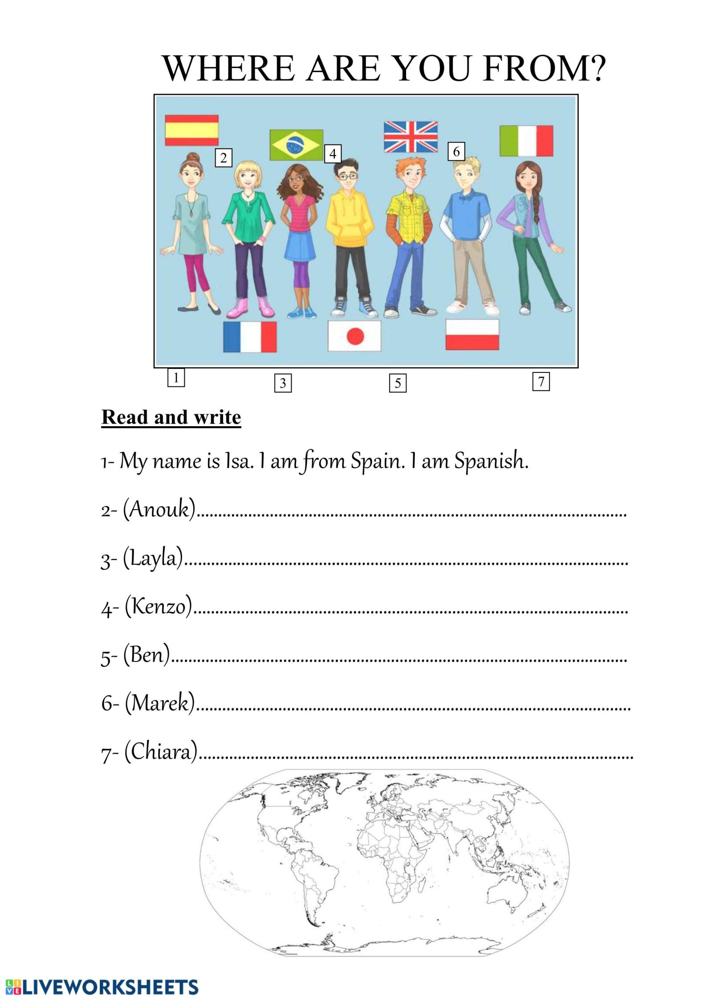 WHERE ARE YOU FROM?
2
4
6
1
3
5
7
Read and write
1- My name is Isa. I am from Spain. I am Spanish.
2- (Anouk)....................................................................................................
3- (Layla).......................................................................................................
4- (Kenzo).....................................................................................................
5- (Ben)..........................................................................................................
6- (Marek).....................................................................................................
7- (Chiara).....................................................................................................
LIVE LIVEWORKSHEETS